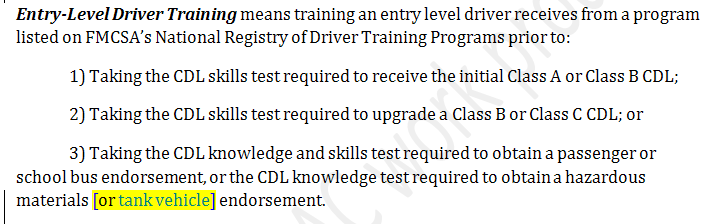 Entry-Level Driver Training means training an entry level driver receives from a program
listed on FMCSA's National Registry of Driver Training Programs prior to:
1) Taking the CDL skills test required to receive the initial Class A or Class B CDL;
2) Taking the CDL skills test required to upgrade a Class B or Class C CDL; or
3) Taking the CDL knowledge and skills test required to obtain a passenger or
school bus endorsement, or the CDL knowledge test required to obtain a hazardous
materials [or tank vehicle] endorsement.